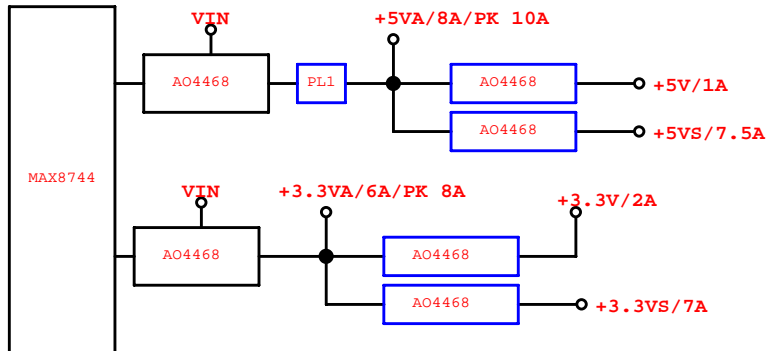 VIN
+5VA/8A/PK 10A
AO4468
PL1
AO4468
+5V/1A
AO4468
+5VS/7.5A
MAX8744
VIN
+3.3VA/6A/PK 8A
+3.3V/2A
AO4468
AO4468
AO4468
+3.3VS/7A